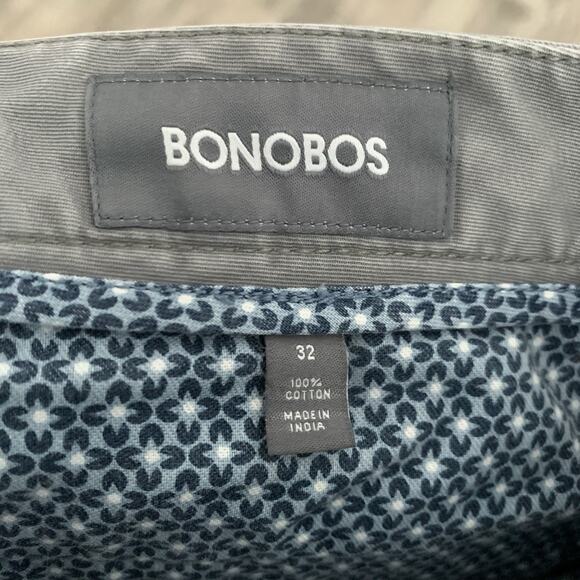 BONOBOS
32
100%
COTTON
MADE IN
INDIA